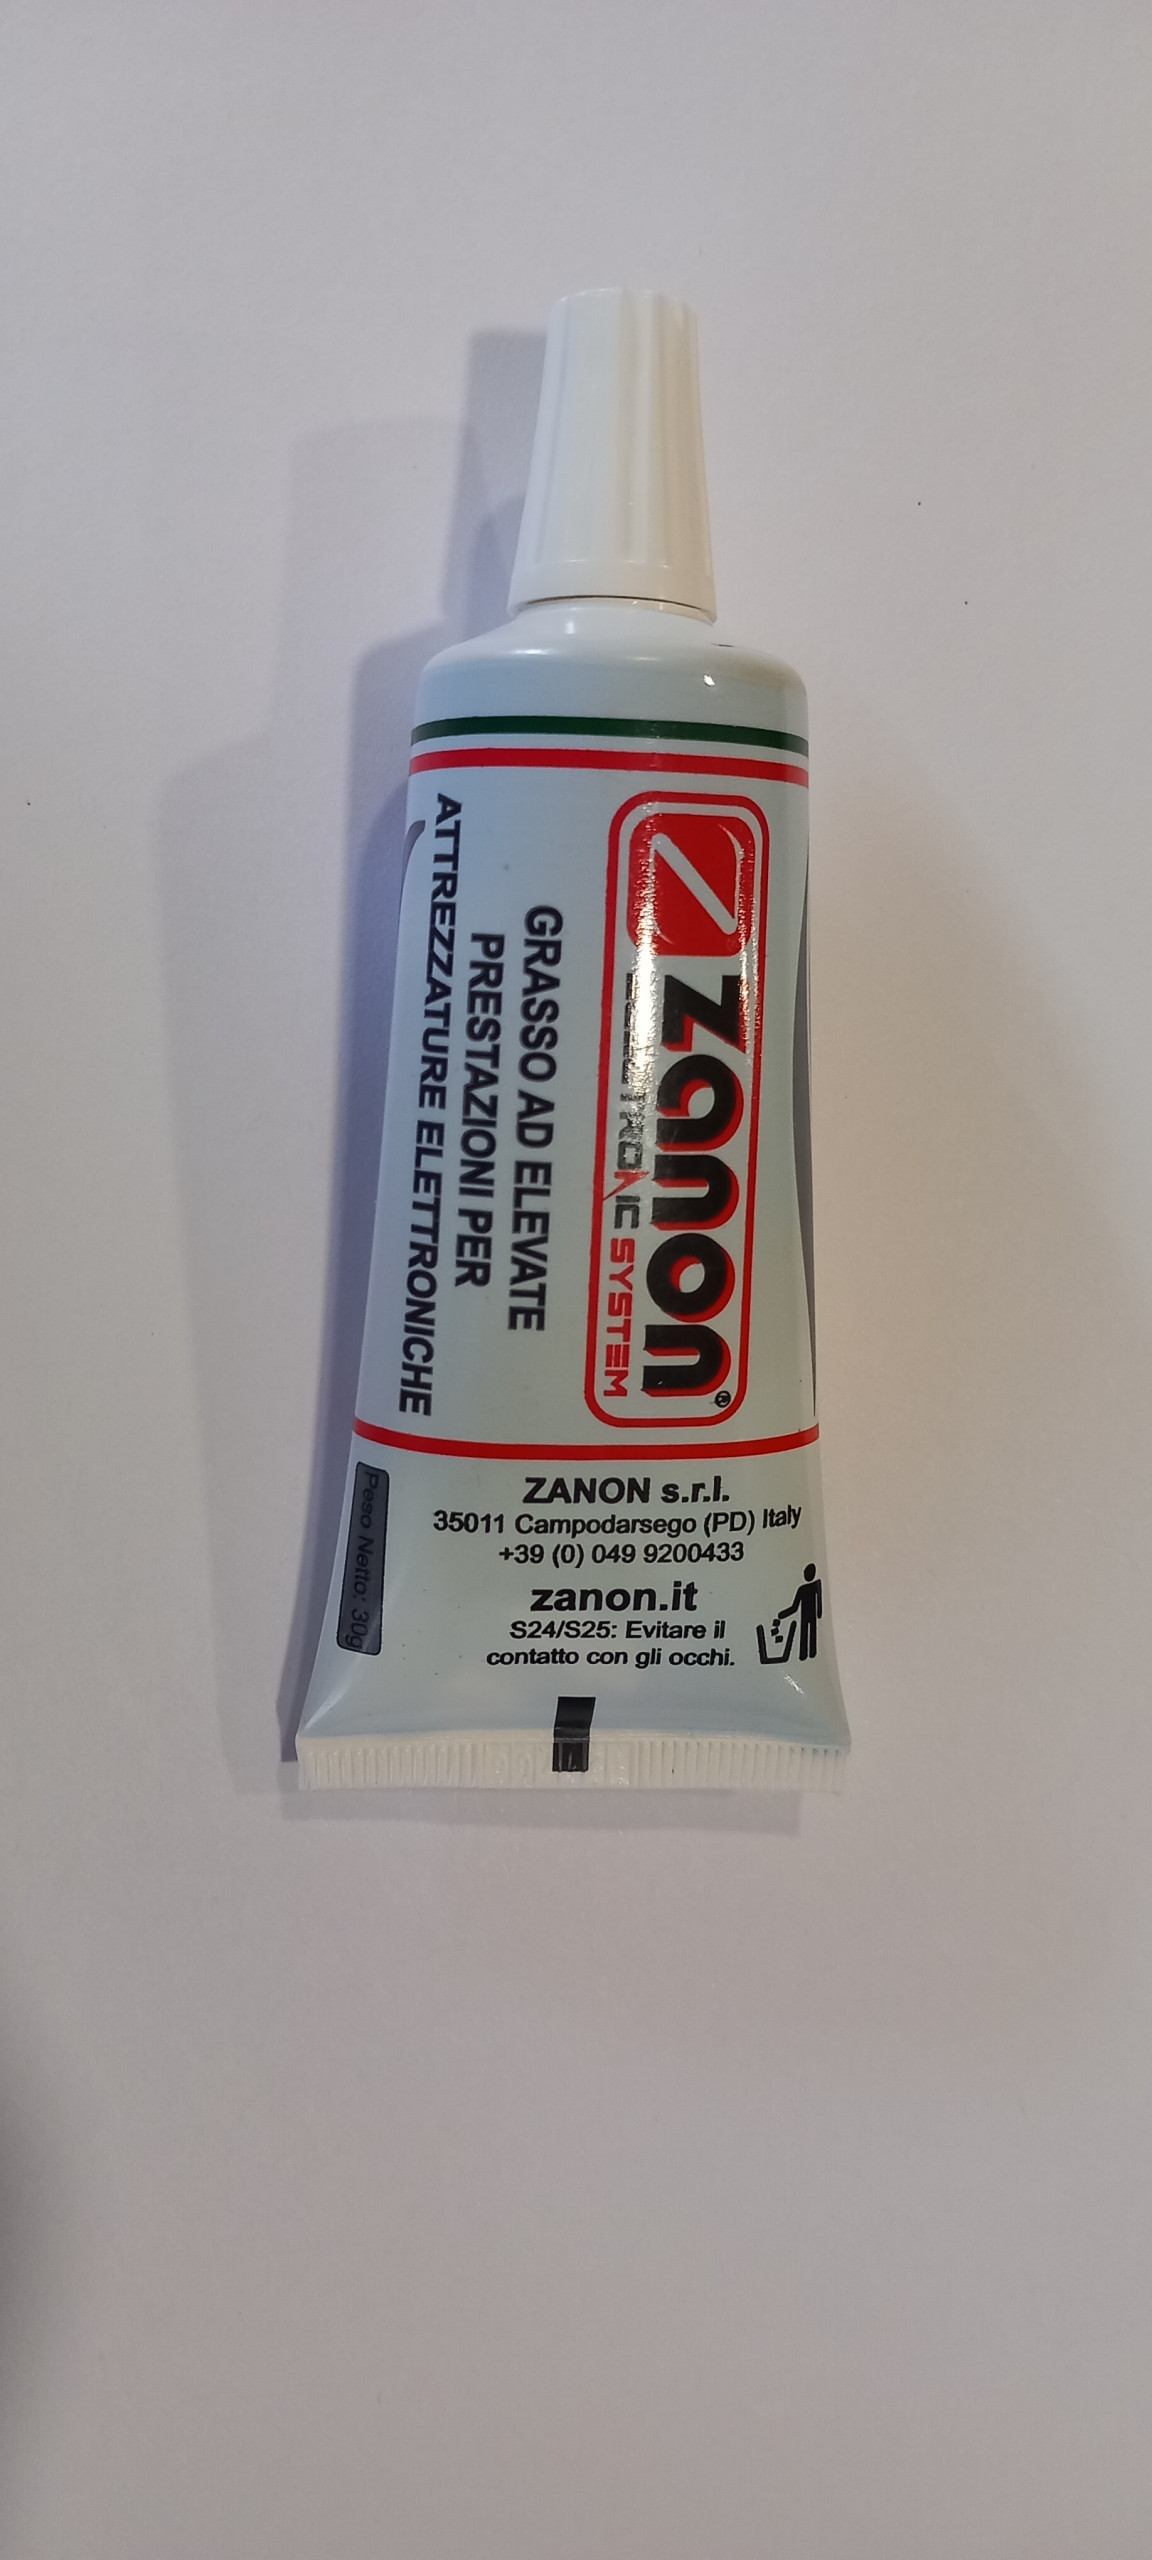 zanon®
ELECTRONIC SYSTEM
GRASSO AD ELEVATE
PRESTAZIONI PER
ATTREZZATURE ELETTRONICHE
ZANON s.r.l.
35011 Campodarsego (PD) Italy
+39 (0) 049 9200433
zanon.it
S24/S25: Evitare il
contatto con gli occhi.
Peso Netto: 30g